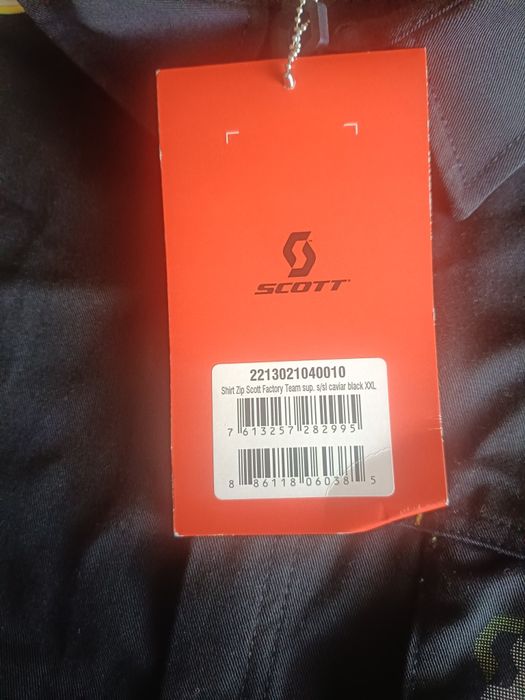 SCOTT
2213021040010
Shirt Zip Scott Factory Team sup. s/sl caviar black XXL
7 613257 282995
8 86118 06038 5